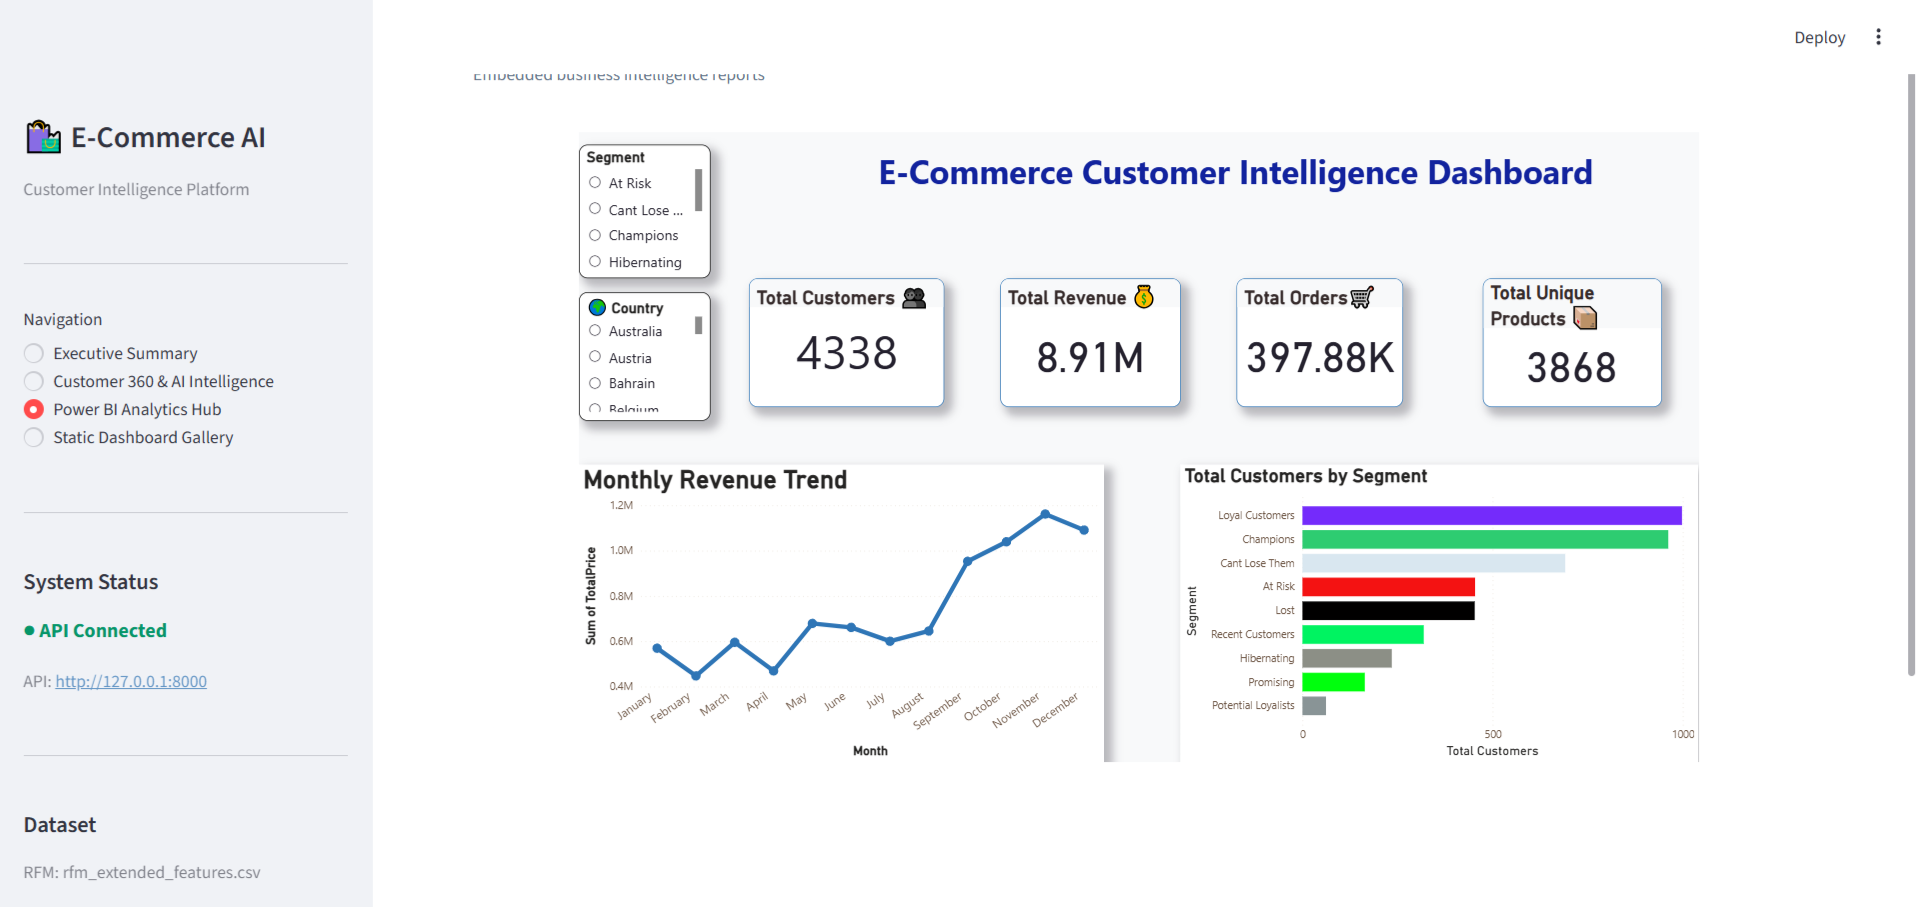 Deploy
E-Commerce AI
Customer Intelligence Platform
Navigation
Executive Summary
Customer 360 & AI Intelligence
Power BI Analytics Hub
Static Dashboard Gallery
System Status
API Connected
API: http://127.0.0.1:8000
Dataset
RFM: rfm_extended_features.csv
Embedded business intelligence reports
E-Commerce Customer Intelligence Dashboard
Segment
At Risk
Cant Lose ...
Champions
Hibernating
Country
Australia
Austria
Bahrain
Belgium
Total Customers
4338
Total Revenue
8.91M
Total Orders
397.88K
Total Unique
Products
3868
Monthly Revenue Trend
Sum of TotalPrice
1.2M
1.0M
0.8M
0.6M
0.4M
January
February
March
April
May
June
July
August
September
October
November
December
Month
Total Customers by Segment
Segment
Loyal Customers
Champions
Cant Lose Them
At Risk
Lost
Recent Customers
Hibernating
Promising
Potential Loyalists
0
500
1000
Total Customers